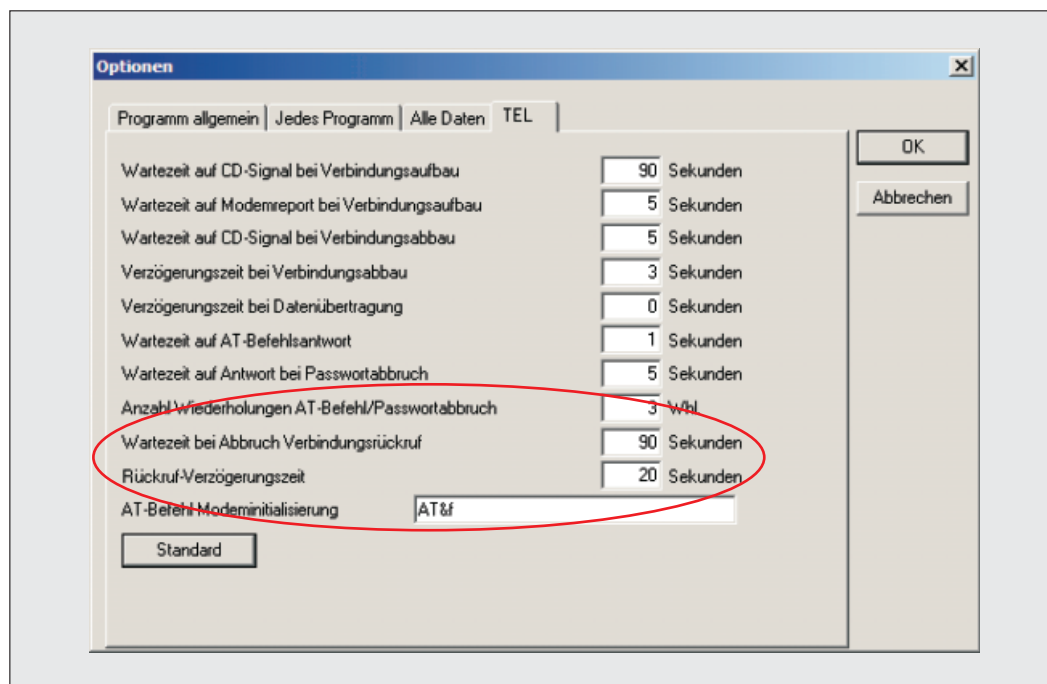 Optionen
Programm allgemein Jedes Programm Alle Daten TEL
OK
Abbrechen
Wartezeit auf CD-Signal bei Verbindungsaufbau 90 Sekunden
Wartezeit auf Modemreport bei Verbindungsaufbau 5 Sekunden
Wartezeit auf CD-Signal bei Verbindungsabbau 5 Sekunden
Verzögerungszeit bei Verbindungsabbau 3 Sekunden
Verzögerungszeit bei Datenübertragung 0 Sekunden
Wartezeit auf AT-Befehlsantwort 1 Sekunden
Wartezeit auf Antwort bei Passwortabbruch 5 Sekunden
Anzahl Wiederholungen AT-Befehl/Passwortabbruch 3 Whl
Wartezeit bei Abbruch Verbindungsrückruf 90 Sekunden
Rückruf-Verzögerungszeit 20 Sekunden
AT-Befehl Modeminitialisierung AT&f
Standard